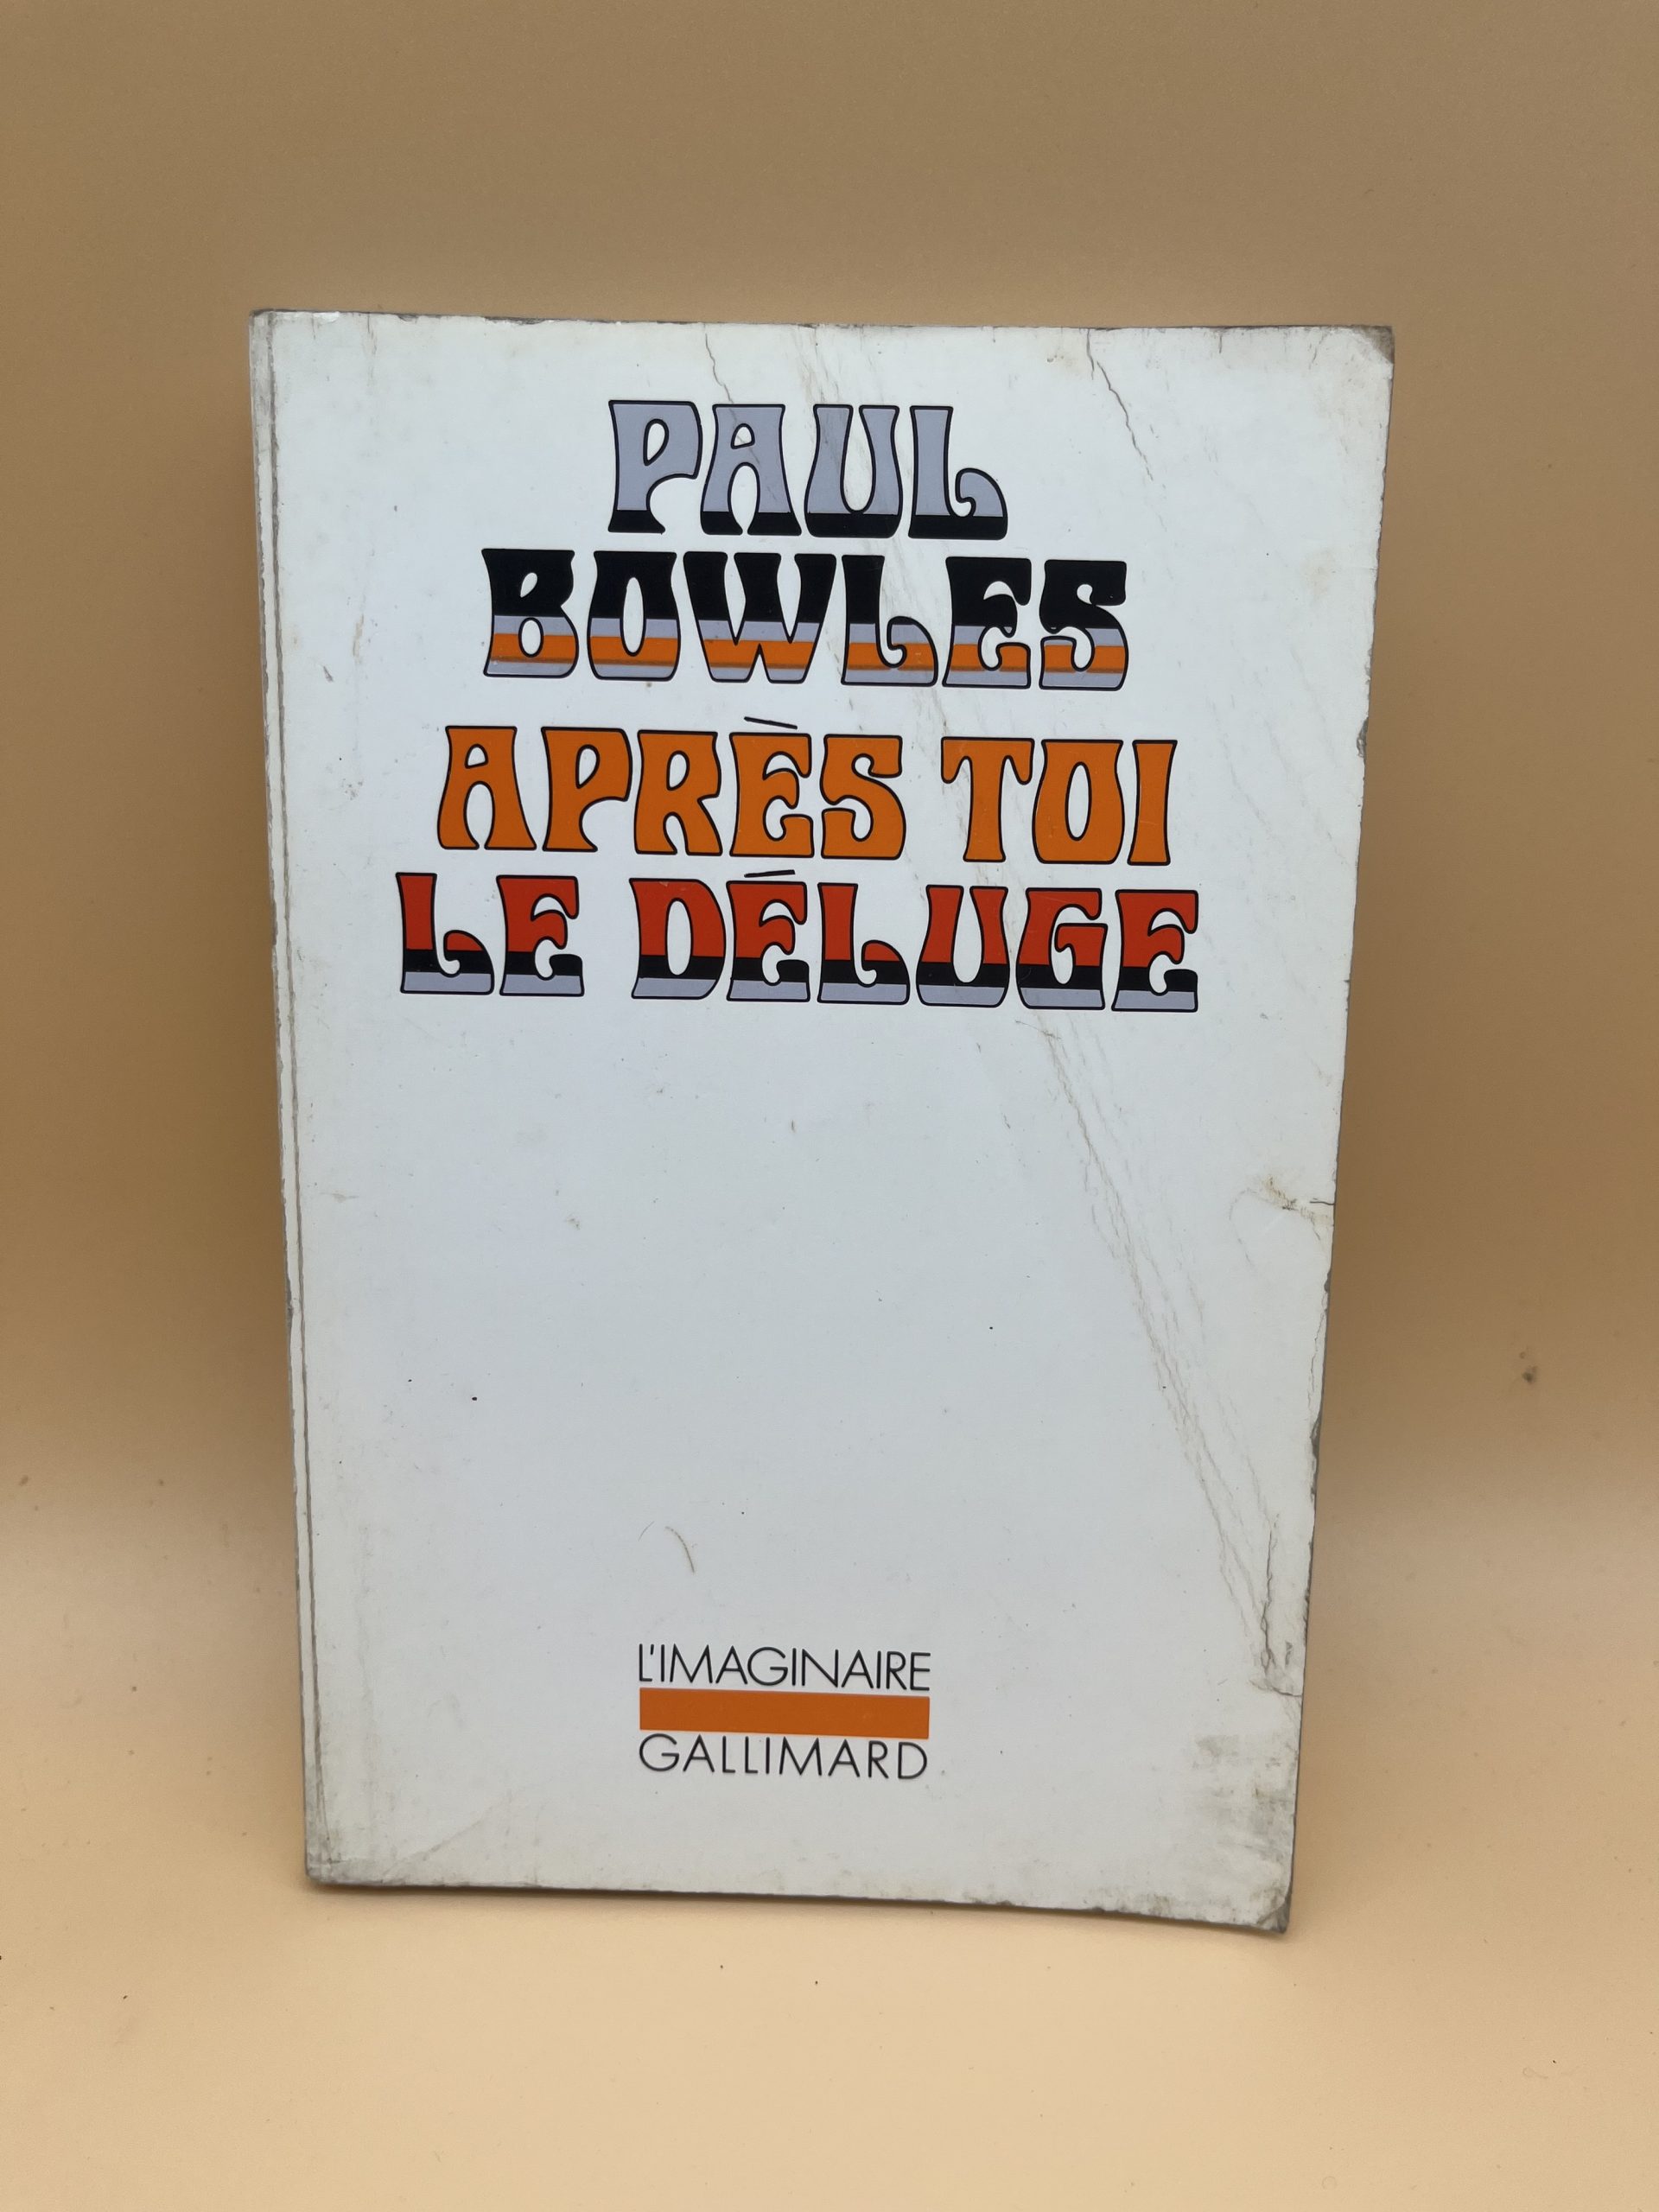 PAUL
BOWLES
APRÈS TOI
LE DÉLUGE
L'IMAGINAIRE
GALLIMARD